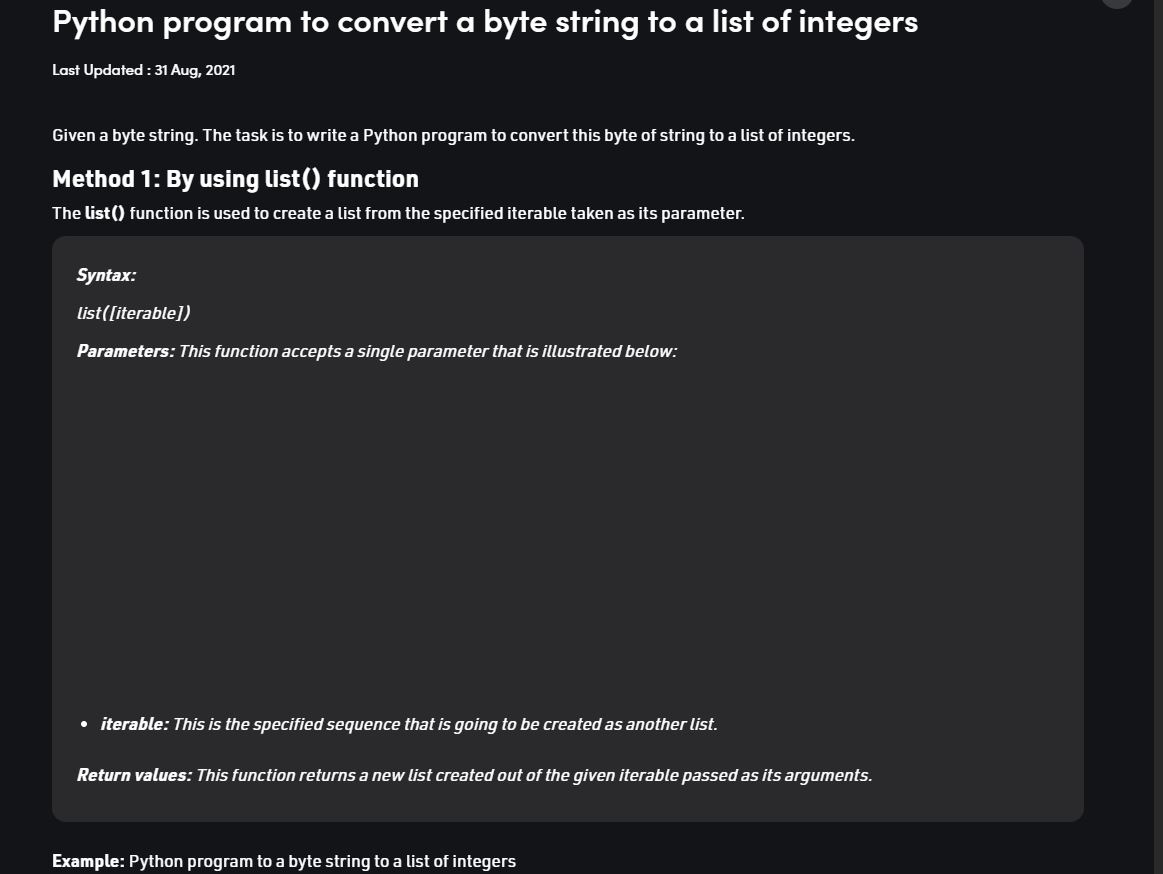 Python program to convert a byte string to a list of integers
Last Updated : 31 Aug, 2021
Given a byte string. The task is to write a Python program to convert this byte of string to a list of integers.
Method 1: By using list() function
The list() function is used to create a list from the specified iterable taken as its parameter.
Syntax:
list([iterable])
Parameters: This function accepts a single parameter that is illustrated below:
• iterable: This is the specified sequence that is going to be created as another list.
Return values: This function returns a new list created out of the given iterable passed as its arguments.
Example: Python program to a byte string to a list of integers